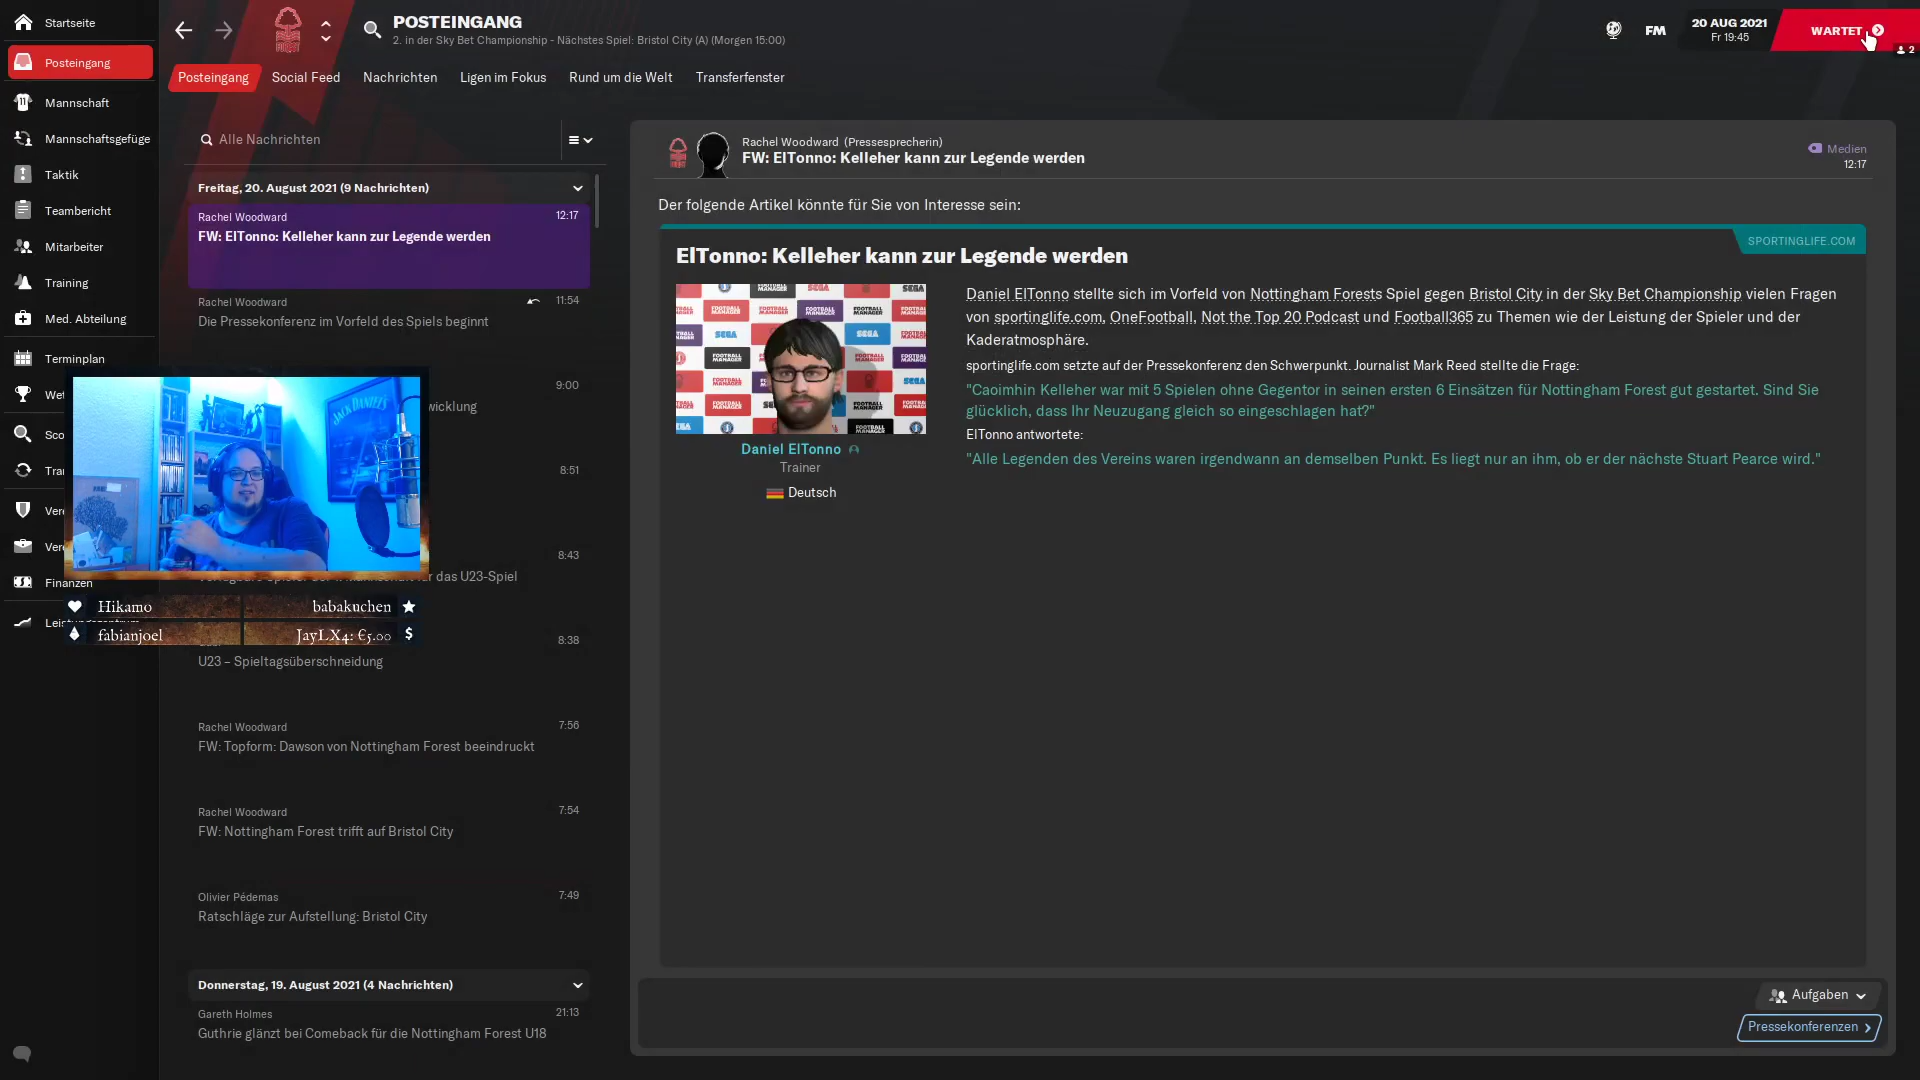 Startseite
Posteingang
Mannschaft
Mannschaftsgefüge
Taktik
Teambericht
Mitarbeiter
Training
Med. Abteilung
Terminplan
Finanzen
POSTEINGANG
2. in der Sky Bet Championship - Nächstes Spiel: Bristol City (A) (Morgen 15:00)
FM
20 AUG 2021
Fr 19:45
WARTET
2
Posteingang
Social Feed
Nachrichten
Ligen im Fokus
Rund um die Welt
Transferfenster
Alle Nachrichten
Freitag, 20. August 2021 (9 Nachrichten)
Rachel Woodward 12:17
FW: ElTonno: Kelleher kann zur Legende werden
Rachel Woodward 11:54
Die Pressekonferenz im Vorfeld des Spiels beginnt
9:00
wicklung
8:51
8:43
das U23-Spiel
8:38
U23 – Spieltagsüberschneidung
Rachel Woodward 7:56
FW: Topform: Dawson von Nottingham Forest beeindruckt
Rachel Woodward 7:54
FW: Nottingham Forest trifft auf Bristol City
Olivier Pédemas 7:49
Ratschläge zur Aufstellung: Bristol City
Donnerstag, 19. August 2021 (4 Nachrichten)
Gareth Holmes 21:13
Guthrie glänzt bei Comeback für die Nottingham Forest U18
JACK DANIEL'S
Hikamo
babakuchen
fabianjoel
JayLX4: €5.00
Rachel Woodward (Pressesprecherin)
FW: ElTonno: Kelleher kann zur Legende werden
Medien
12:17
Der folgende Artikel könnte für Sie von Interesse sein:
SPORTINGLIFE.COM
ElTonno: Kelleher kann zur Legende werden
Daniel ElTonno
Trainer
Deutsch
Daniel ElTonno stellte sich im Vorfeld von Nottingham Forests Spiel gegen Bristol City in der Sky Bet Championship vielen Fragen
von sportinglife.com, OneFootball, Not the Top 20 Podcast und Football365 zu Themen wie der Leistung der Spieler und der
Kaderatmosphäre.
sportinglife.com setzte auf der Pressekonferenz den Schwerpunkt. Journalist Mark Reed stellte die Frage:
"Caoimhin Kelleher war mit 5 Spielen ohne Gegentor in seinen ersten 6 Einsätzen für Nottingham Forest gut gestartet. Sind Sie
glücklich, dass Ihr Neuzugang gleich so eingeschlagen hat?"
ElTonno antwortete:
"Alle Legenden des Vereins waren irgendwann an demselben Punkt. Es liegt nur an ihm, ob er der nächste Stuart Pearce wird."
Aufgaben
Pressekonferenzen